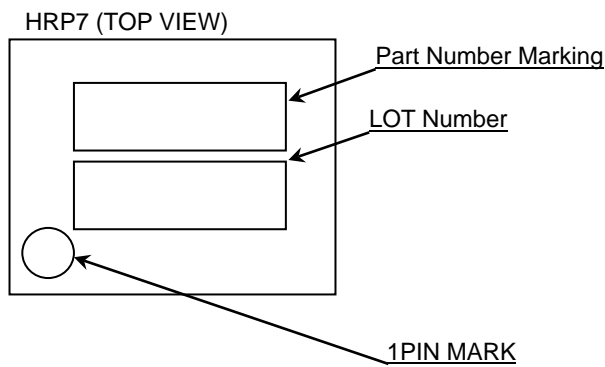 HRP7 (TOP VIEW)
Part Number Marking
LOT Number
1PIN MARK